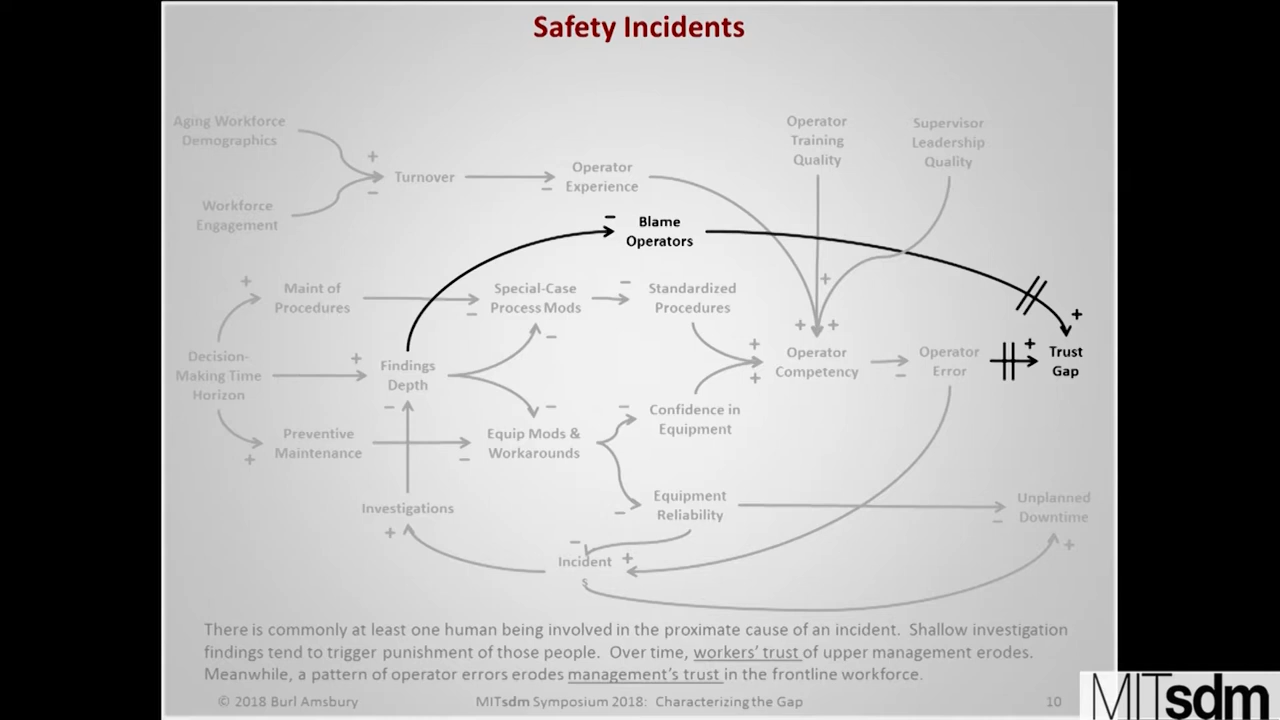 Safety Incidents
Aging Workforce
Demographics
Operator
Training
Quality
Supervisor
Leadership
Quality
+
Turnover
–
Operator
Experience
–
Workforce
Engagement
–
Blame
Operators
+
Maint of
Procedures
–
Special-Case
Process Mods
–
Standardized
Procedures
+
+
+
+
Decision-
Making Time
Horizon
+
Findings
Depth
–
–
+
+
Operator
Competency
–
Operator
Error
+
Trust
Gap
–
–
–
Confidence in
Equipment
+
Preventive
Maintenance
–
Equip Mods &
Workarounds
–
Equipment
Reliability
–
Unplanned
Downtime
+
Investigations
+
–
Incident
s
+
There is commonly at least one human being involved in the proximate cause of an incident. Shallow investigation
findings tend to trigger punishment of those people. Over time, workers' trust of upper management erodes.
Meanwhile, a pattern of operator errors erodes management's trust in the frontline workforce.
© 2018 Burl Amsbury
MITsdm Symposium 2018: Characterizing the Gap
10
MITsdm